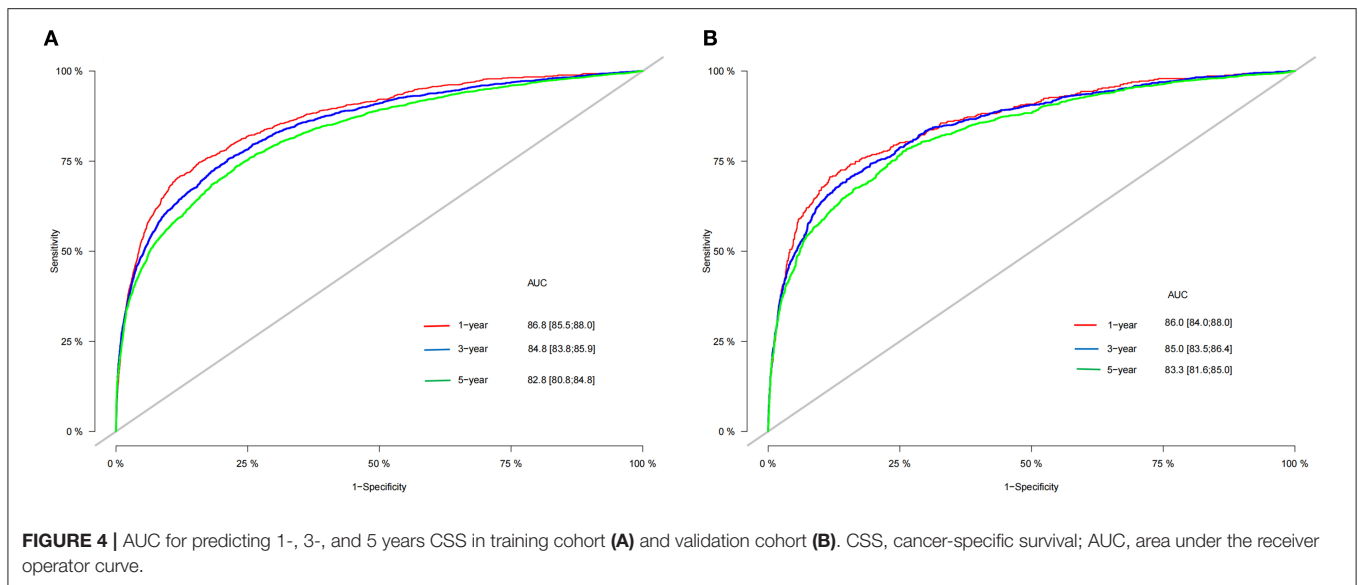 A
100 %
75 %
50 %
25 %
0 %
Sensitivity
AUC
1−year 86.8 [85.5;88.0]
3−year 84.8 [83.8;85.9]
5−year 82.8 [80.8;84.8]
0 % 25 % 50 % 75 % 100 %
1−Specificity
B
100 %
75 %
50 %
25 %
0 %
Sensitivity
AUC
1−year 86.0 [84.0;88.0]
3−year 85.0 [83.5;86.4]
5−year 83.3 [81.6;85.0]
0 % 25 % 50 % 75 % 100 %
1−Specificity
FIGURE 4 | AUC for predicting 1-, 3-, and 5 years CSS in training cohort (A) and validation cohort (B). CSS, cancer-specific survival; AUC, area under the receiver
operator curve.